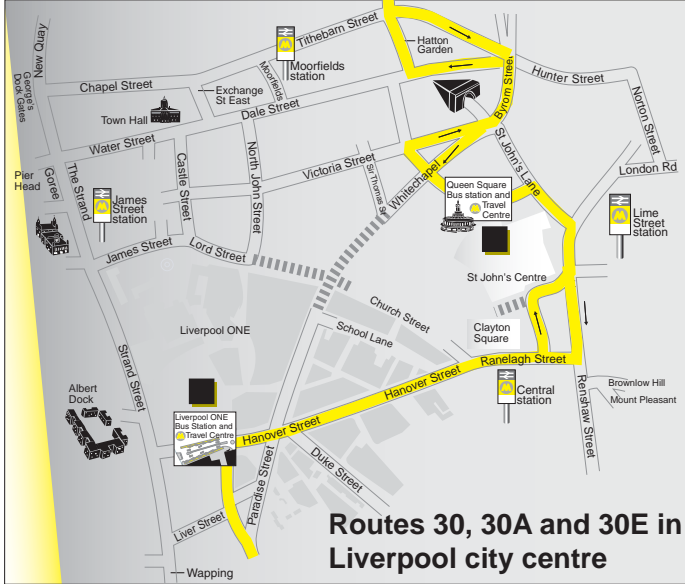 New Quay
George's
Dock Gates
Tithebarn Street
Moorfields
station
Moorfields
Hatton
Garden
Hunter Street
Norton Street
Byrom Street
Chapel Street
Exchange
St East
Dale Street
Town Hall
Water Street
Castle Street
North John Street
Victoria Street
Sir Thomas St
Whitechapel
St John's Lane
London Rd
Pier
Head
Goree
The Strand
James
Street
station
Queen Square
Bus station and
Travel
Centre
Lime
Street
station
James Street
Lord Street
St John's Centre
Liverpool ONE
Church Street
School Lane
Clayton
Square
Ranelagh Street
Strand Street
Albert
Dock
Hanover Street
Central
station
Renshaw Street
Brownlow Hill
Mount Pleasant
Liverpool ONE
Bus Station and
Travel Centre
Hanover Street
Paradise Street
Duke Street
Liver Street
Wapping
Routes 30, 30A and 30E in
Liverpool city centre